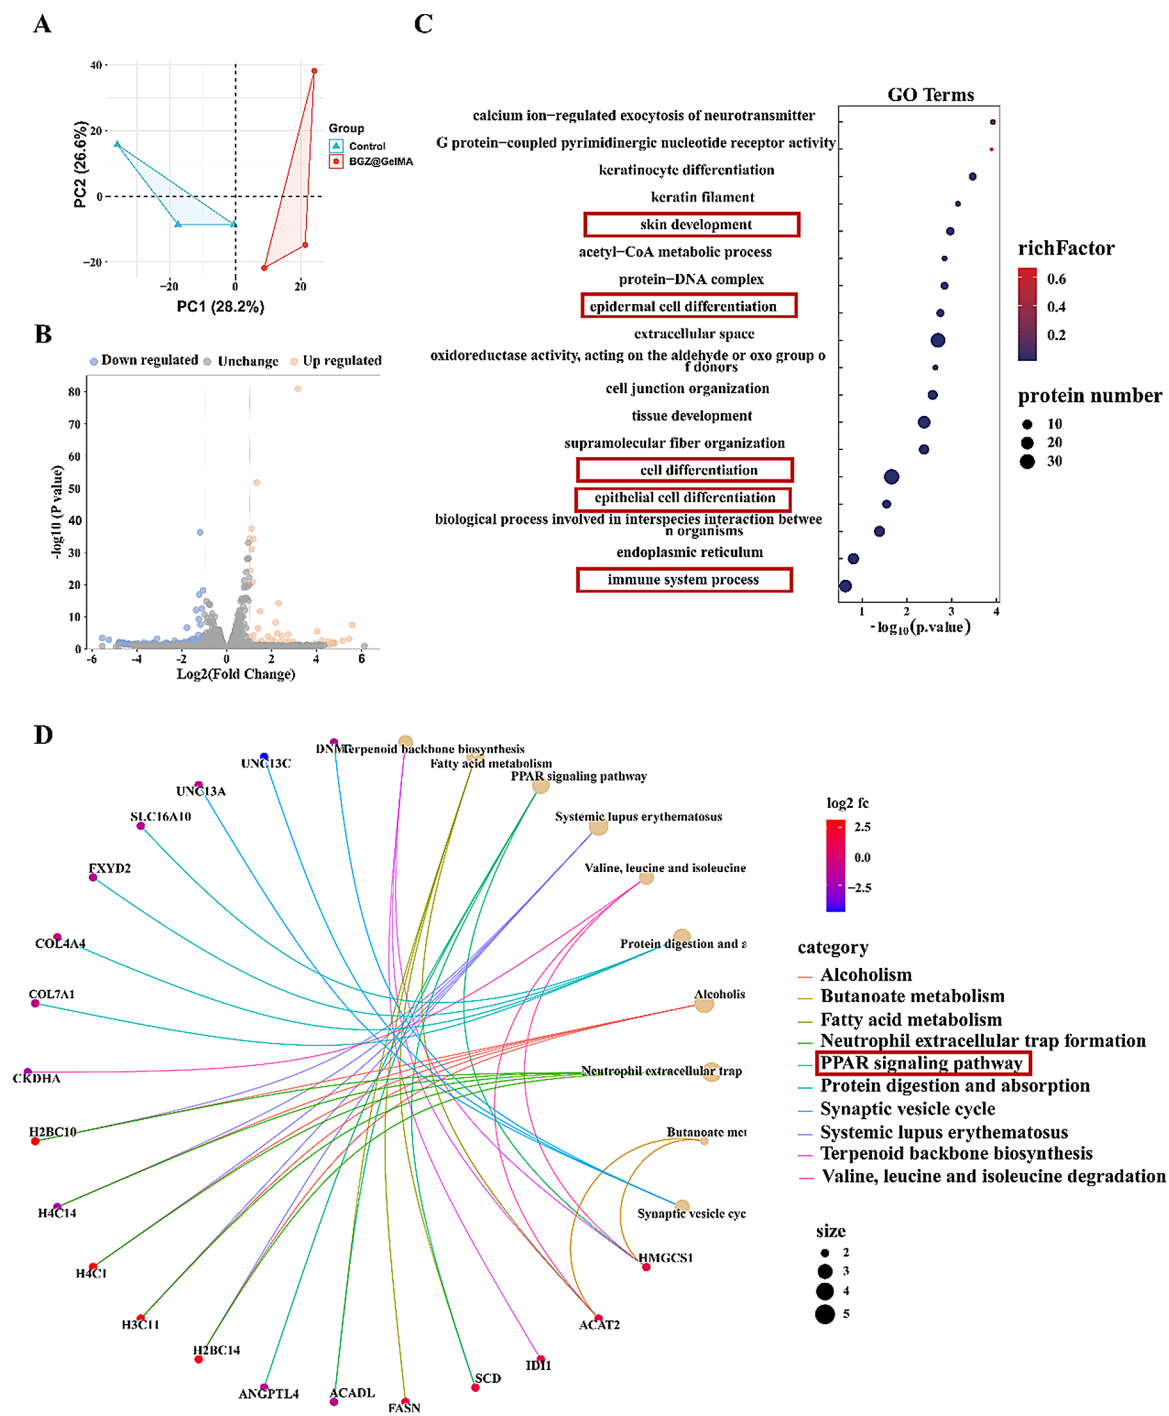 A
40
20
0
−20
−20
0
20
PC2 (26.6%)
PC1 (28.2%)
Group
Control
BGZ@GelMA
B
Down regulated
Unchange
Up regulated
80
70
60
50
40
30
20
10
0
-6
-4
-2
0
2
4
6
-log10 (P value)
Log2(Fold Change)
C
GO Terms
calcium ion−regulated exocytosis of neurotransmitter
G protein−coupled pyrimidinergic nucleotide receptor activity
keratinocyte differentiation
keratin filament
skin development
acetyl−CoA metabolic process
protein−DNA complex
epidermal cell differentiation
extracellular space
oxidoreductase activity, acting on the aldehyde or oxo group o
f donors
cell junction organization
tissue development
supramolecular fiber organization
cell differentiation
epithelial cell differentiation
biological process involved in interspecies interaction betwee
n organisms
endoplasmic reticulum
immune system process
1
2
3
4
-log10(p.value)
richFactor
0.6
0.4
0.2
protein number
10
20
30
D
Terpenoid backbone biosynthesis
Fatty acid metabolism
PPAR signaling pathway
Systemic lupus erythematosus
Valine, leucine and isoleucine
Protein digestion and a
Alcoholis
Neutrophil extracellular trap
Butanoate met
Synaptic vesicle cyc
HMGCS1
ACAT2
IDI1
SCD
FASN
ACADL
ANGPTL4
H2BC14
H3C11
H4C1
H4C14
H2BC10
CKDHA
COL7A1
COL4A4
FXYD2
SLC16A10
UNC13A
UNC13C
log2 fc
2.5
0.0
−2.5
category
Alcoholism
Butanoate metabolism
Fatty acid metabolism
Neutrophil extracellular trap formation
PPAR signaling pathway
Protein digestion and absorption
Synaptic vesicle cycle
Systemic lupus erythematosus
Terpenoid backbone biosynthesis
Valine, leucine and isoleucine degradation
size
2
3
4
5